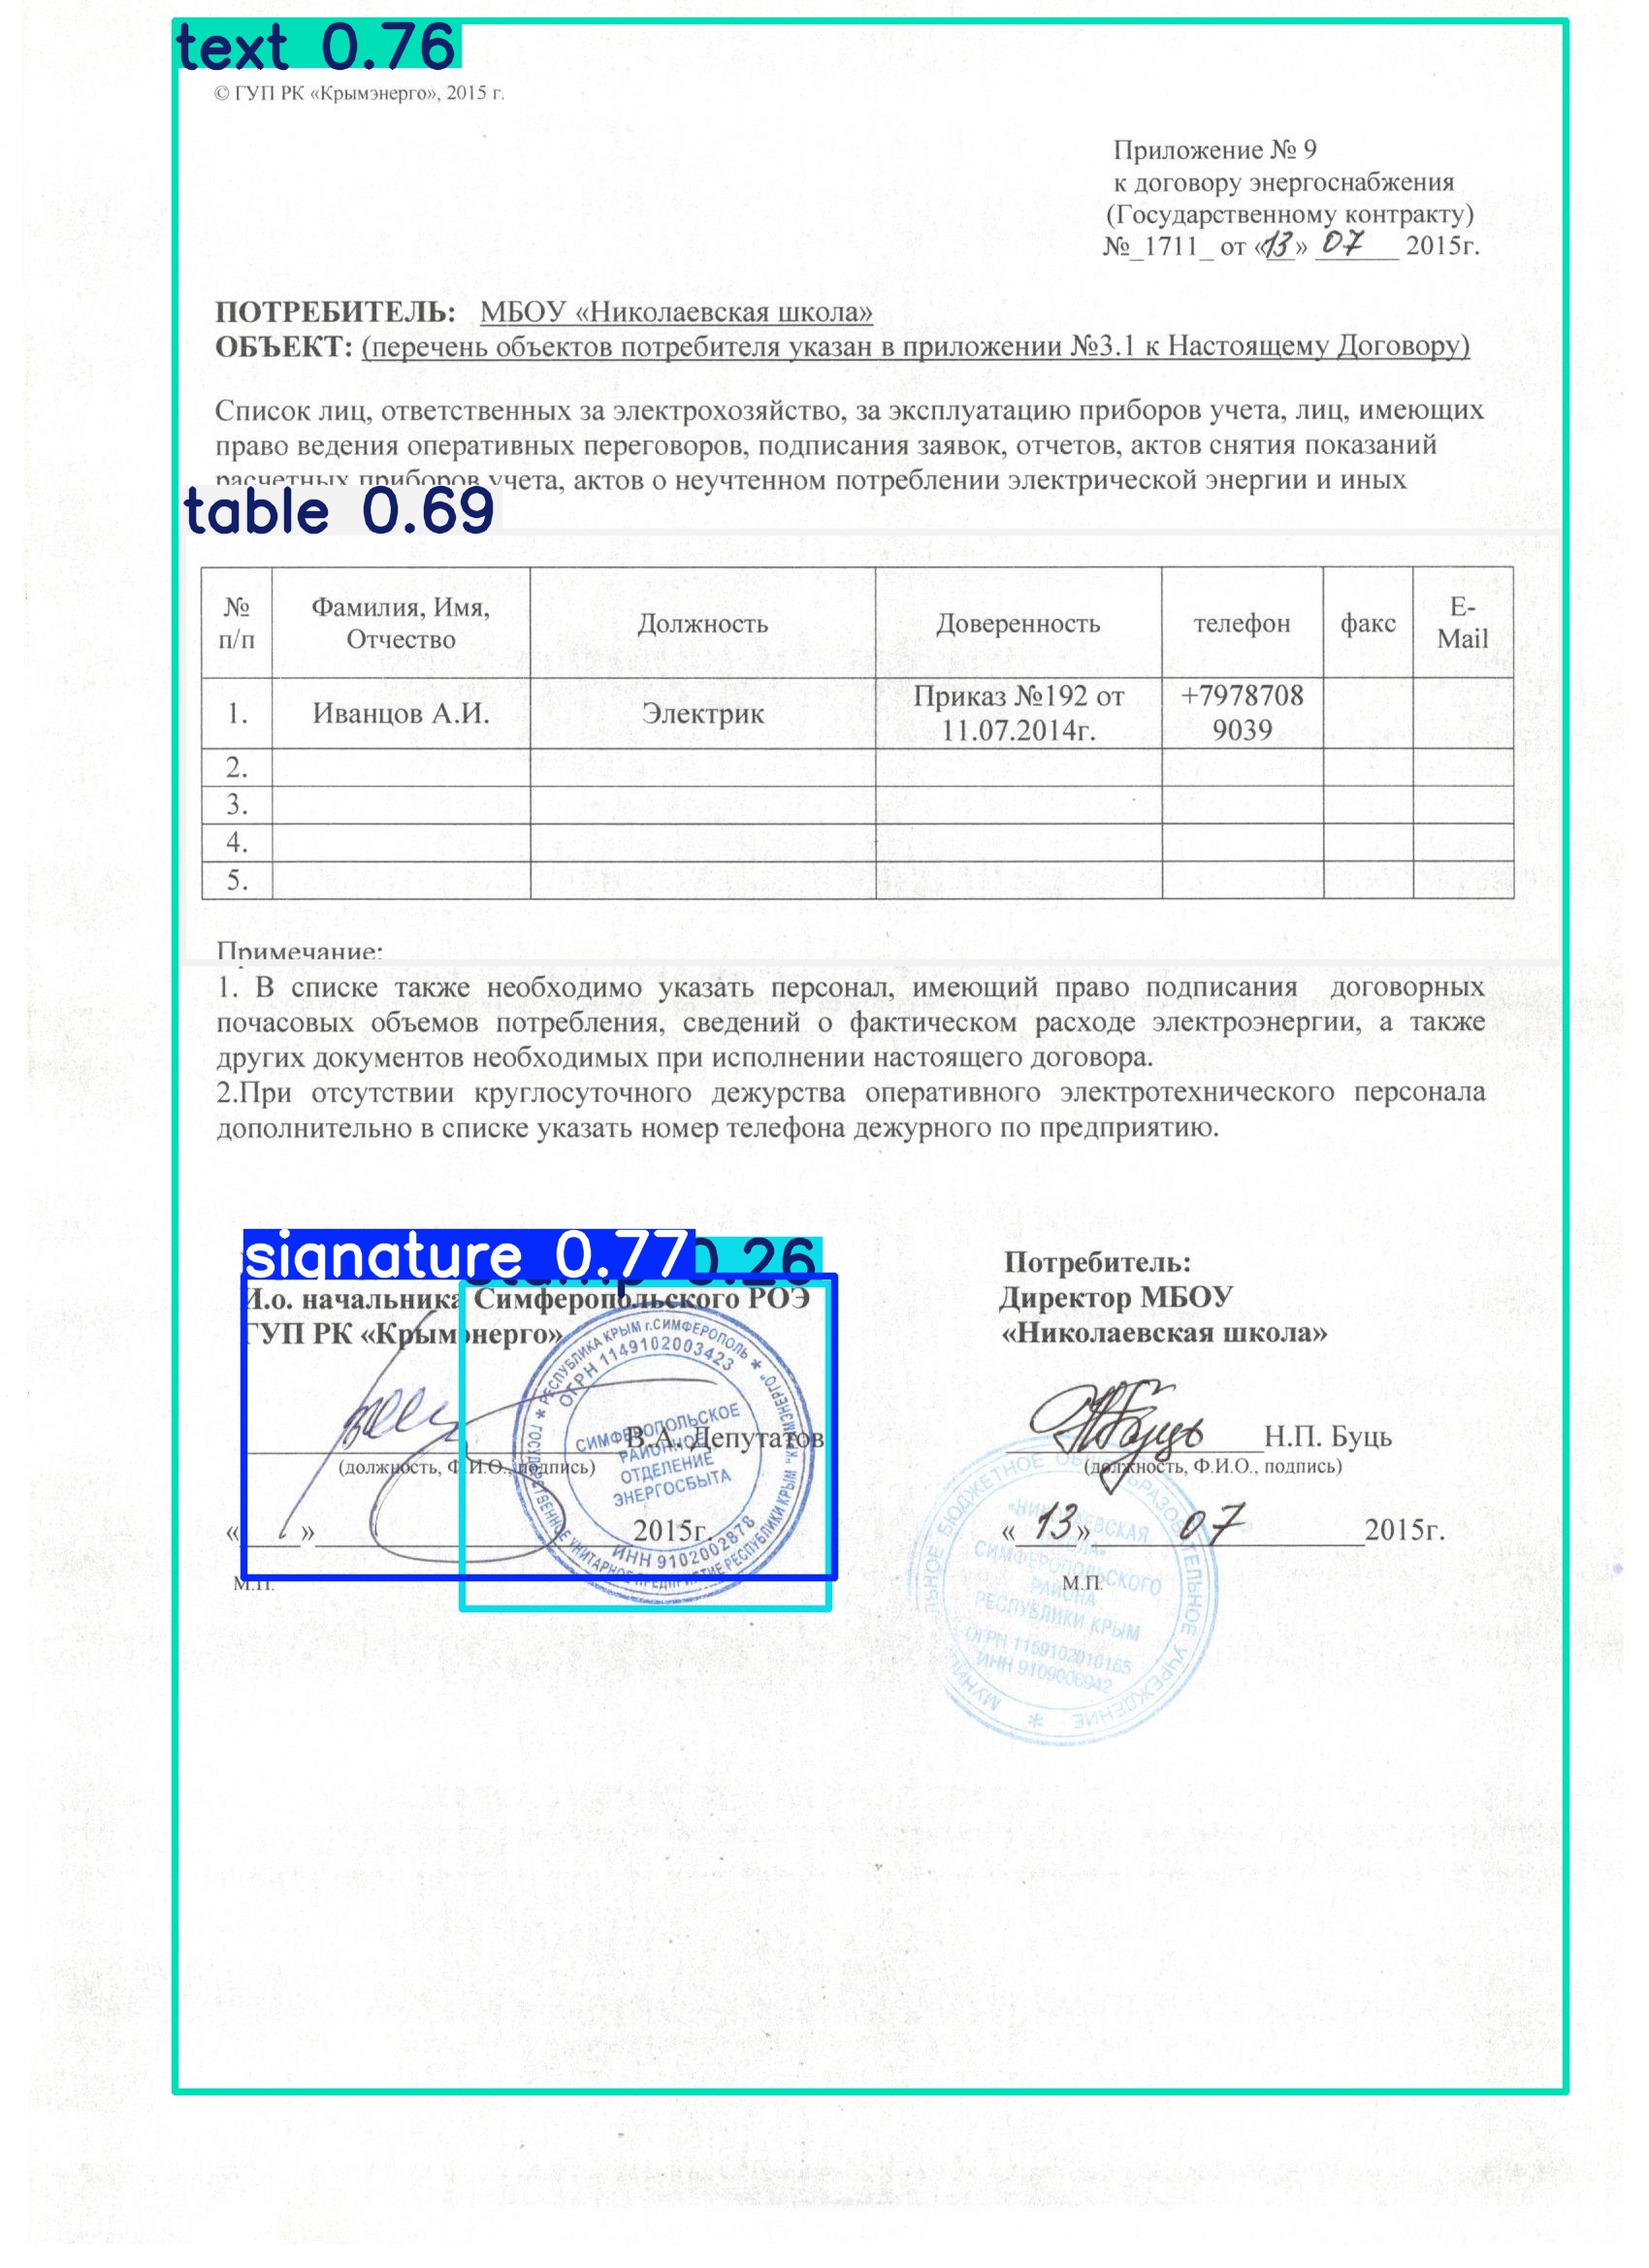 text 0.76
© ГУП РК «Крымэнерго», 2015 г.
Приложение № 9
к договору энергоснабжения
(Государственному контракту)
№_1711_ от «13» 07 2015г.
ПОТРЕБИТЕЛЬ: МБОУ «Николаевская школа»
ОБЪЕКТ: (перечень объектов потребителя указан в приложении №3.1 к Настоящему Договору)
Список лиц, ответственных за электрохозяйство, за эксплуатацию приборов учета, лиц, имеющих
право ведения оперативных переговоров, подписания заявок, отчетов, актов снятия показаний
расчетных приборов учета, актов о неучтенном потреблении электрической энергии и иных
table 0.69
№ п/п Фамилия, Имя, Отчество Должность Доверенность телефон факс E-Mail
1. Иванцов А.И. Электрик Приказ №192 от 11.07.2014г. +7978708 9039
2.
3.
4.
5.
Примечание:
1. В списке также необходимо указать персонал, имеющий право подписания договорных
почасовых объемов потребления, сведений о фактическом расходе электроэнергии, а также
других документов необходимых при исполнении настоящего договора.
2.При отсутствии круглосуточного дежурства оперативного электротехнического персонала
дополнительно в списке указать номер телефона дежурного по предприятию.
signature 0.77
0.26
И.о. начальника Симферопольского РОЭ
ГУП РК «Крымэнерго»
В.А. Депутатов
(должность, Ф.И.О., подпись)
« » 2015г.
М.П.
РЕСПУБЛИКА КРЫМ г.СИМФЕРОПОЛЬ
ГОСУДАРСТВЕННОЕ УНИТАРНОЕ ПРЕДПРИЯТИЕ РЕСПУБЛИКИ КРЫМ "КРЫМЭНЕРГО"
ОГРН 1149102003423
СИМФЕРОПОЛЬСКОЕ
РАЙОННОЕ
ОТДЕЛЕНИЕ
ЭНЕРГОСБЫТА
ИНН 9102002878
Потребитель:
Директор МБОУ
«Николаевская школа»
Буць Н.П. Буць
(должность, Ф.И.О., подпись)
« 13» 07 2015г.
М.П.
БЮДЖЕТНОЕ ОБЩЕОБРАЗОВАТЕЛЬНОЕ УЧРЕЖДЕНИЕ
«НИКОЛАЕВСКАЯ
ШКОЛА»
СИМФЕРОПОЛЬСКОГО
РАЙОНА
РЕСПУБЛИКИ КРЫМ
ОГРН 1159102010165
ИНН 9109006942